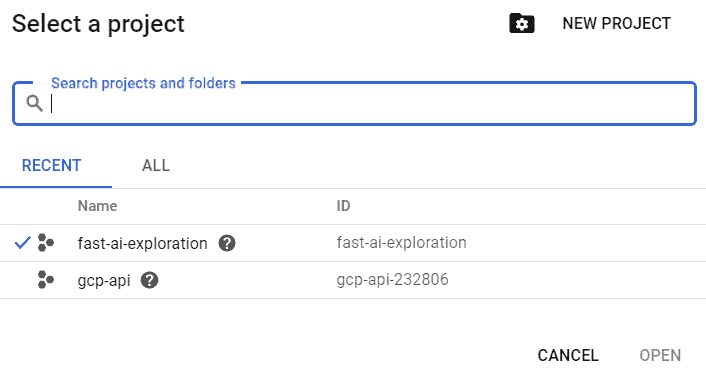 Select a project
NEW PROJECT
Search projects and folders
RECENT ALL
Name ID
fast-ai-exploration ? fast-ai-exploration
gcp-api ? gcp-api-232806
CANCEL OPEN